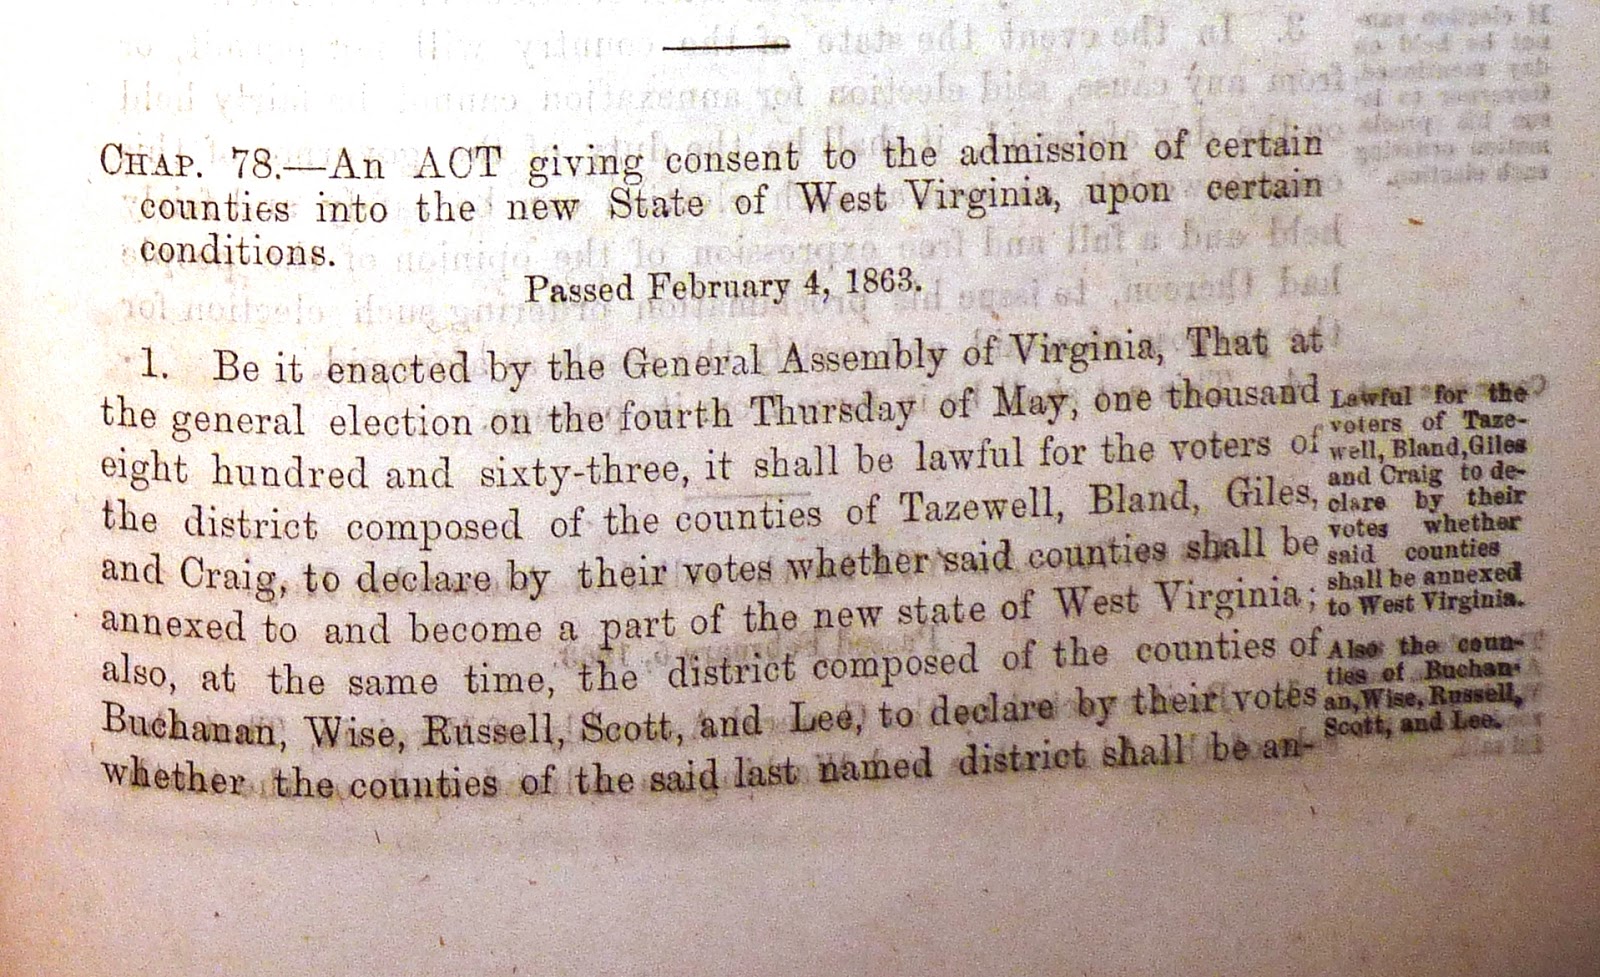 CHAP. 78.—An ACT giving consent to the admission of certain
counties into the new State of West Virginia, upon certain
conditions.
Passed February 4, 1863.
1. Be it enacted by the General Assembly of Virginia, That at
the general election on the fourth Thursday of May, one thousand
eight hundred and sixty-three, it shall be lawful for the voters of
the district composed of the counties of Tazewell, Bland, Giles,
and Craig, to declare by their votes whether said counties shall be
annexed to and become a part of the new state of West Virginia;
also, at the same time, the district composed of the counties of
Buchanan, Wise, Russell, Scott, and Lee, to declare by their votes
whether the counties of the said last named district shall be an-
Lawful for the
voters of Taze-
well, Bland, Giles
and Craig to de-
clare by their
votes whether
said counties
shall be annexed
to West Virginia.
Also the coun-
ties of Buchan-
an, Wise, Russell,
Scott, and Lee.